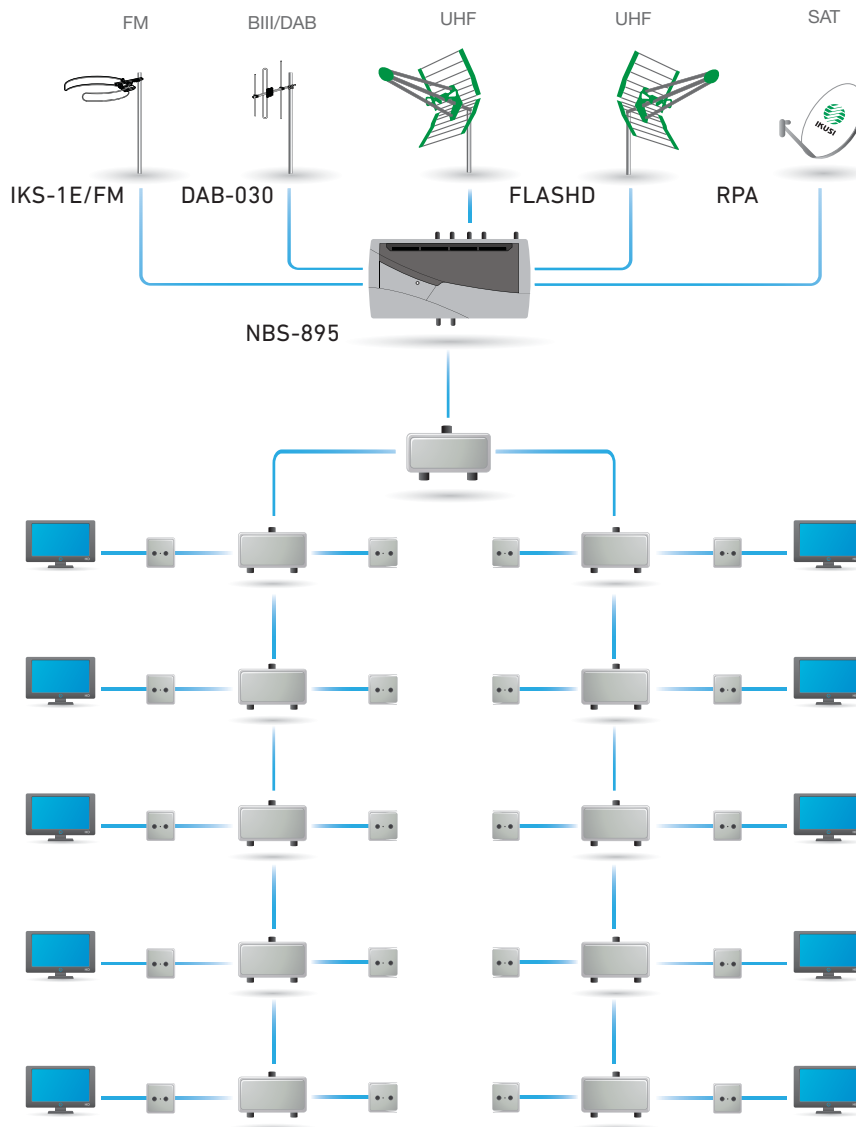 FM
BIII/DAB
UHF
UHF
SAT
IKUSI
IKS-1E/FM
DAB-030
FLASHD
RPA
NBS-895